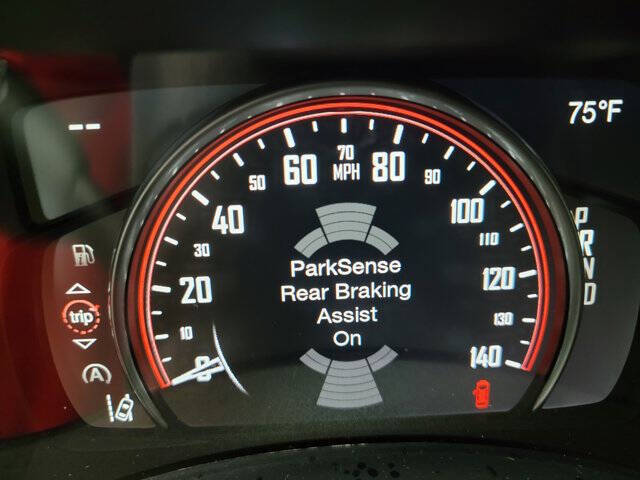 --
75°F
70
60
MPH
80
50
90
40
100
30
110
ParkSense
Rear Braking
Assist
On
20
120
trip
10
130
0
140
A
P
R
N
D